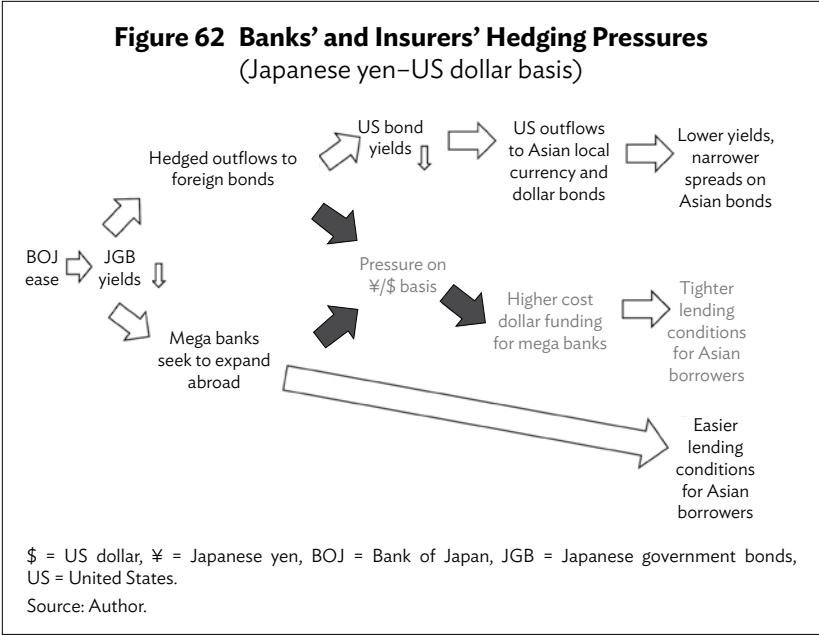 Figure 62 Banks’ and Insurers’ Hedging Pressures
(Japanese yen–US dollar basis)
BOJ
ease
JGB
yields
Hedged outflows to
foreign bonds
US bond
yields
US outflows
to Asian local
currency and
dollar bonds
Lower yields,
narrower
spreads on
Asian bonds
Pressure on
¥/$ basis
Mega banks
seek to expand
abroad
Higher cost
dollar funding
for mega banks
Tighter
lending
conditions
for Asian
borrowers
Easier
lending
conditions
for Asian
borrowers
$ = US dollar, ¥ = Japanese yen, BOJ = Bank of Japan, JGB = Japanese government bonds,
US = United States.
Source: Author.